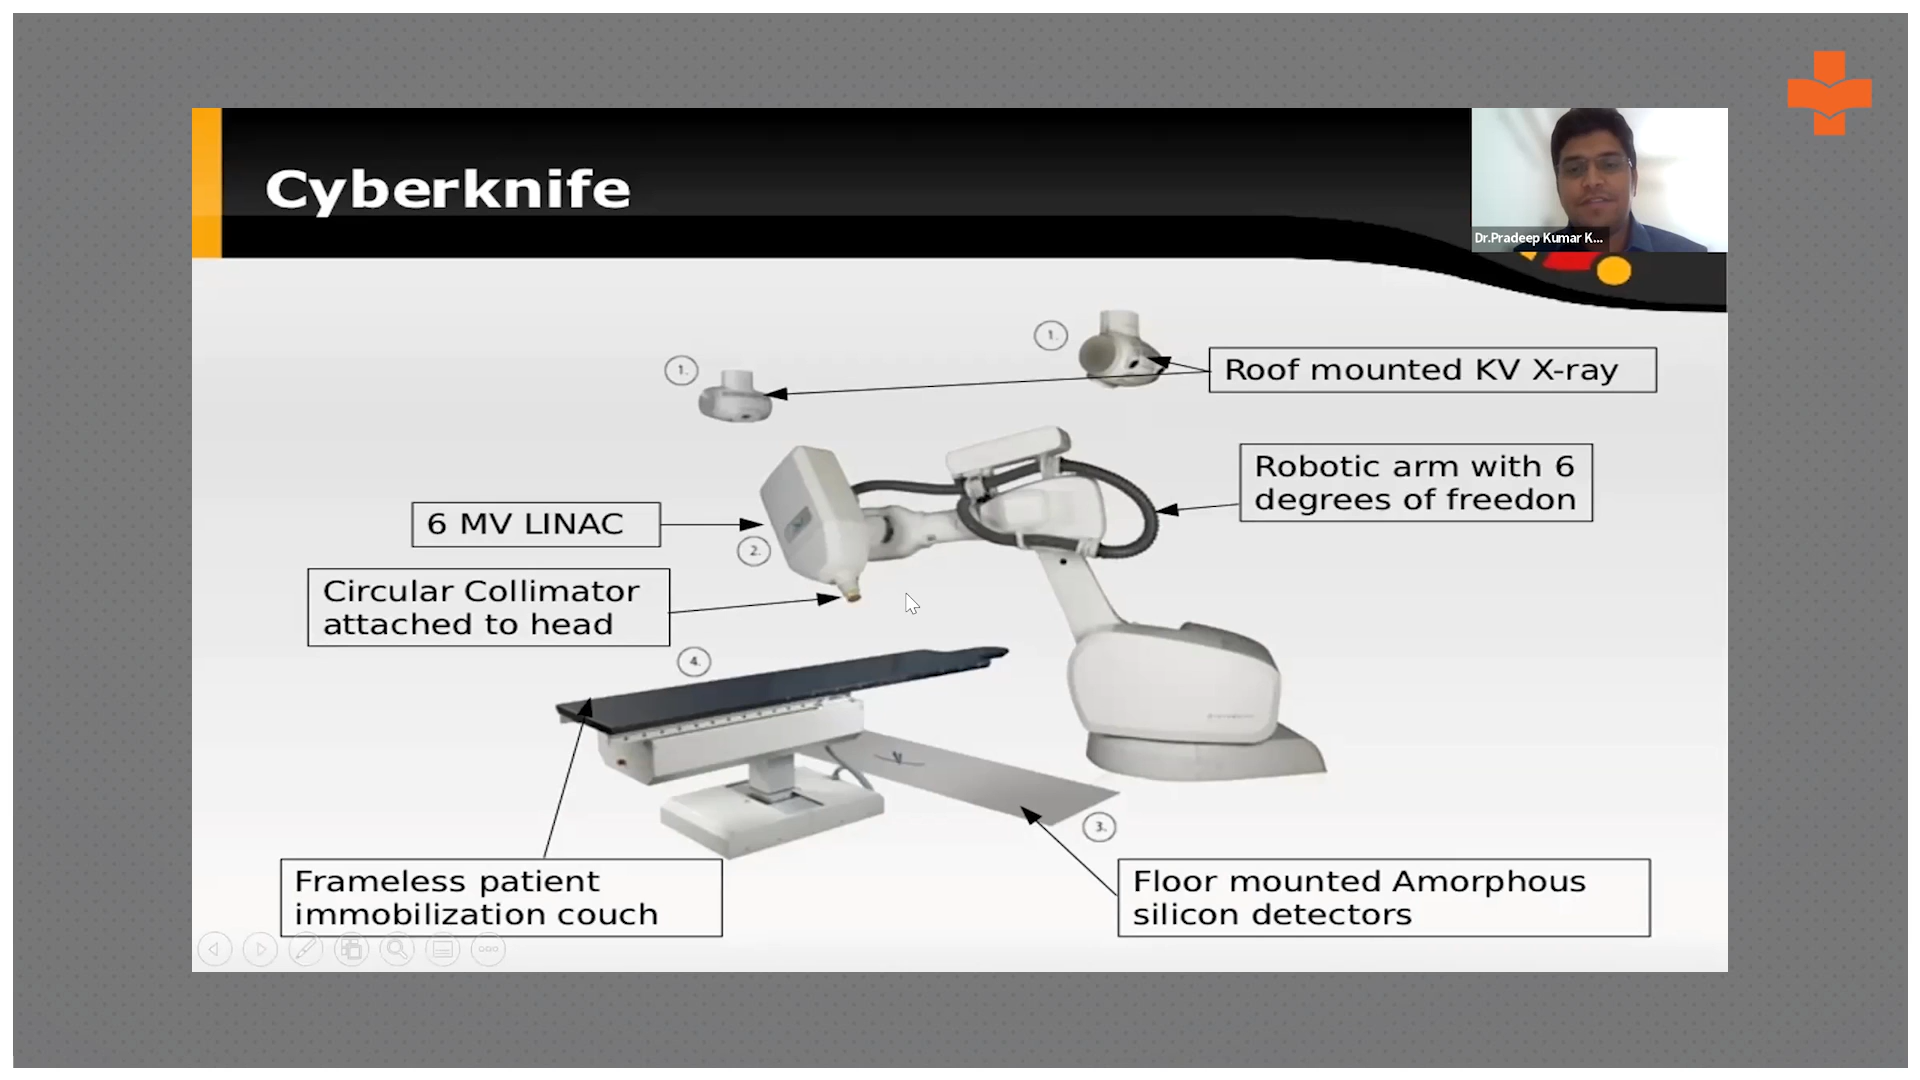 Cyberknife
Dr.Pradeep Kumar K...
1.
1.
Roof mounted KV X-ray
Robotic arm with 6
degrees of freedon
6 MV LINAC
2.
Circular Collimator
attached to head
4.
3.
Frameless patient
immobilization couch
Floor mounted Amorphous
silicon detectors